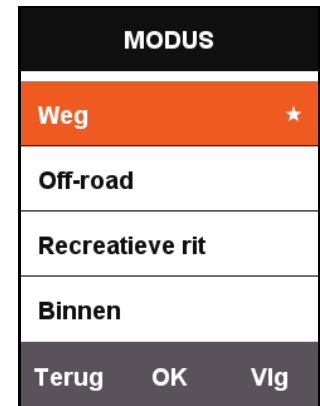 MODUS
Weg ★
Off-road
Recreatieve rit
Binnen
Terug OK Vlg